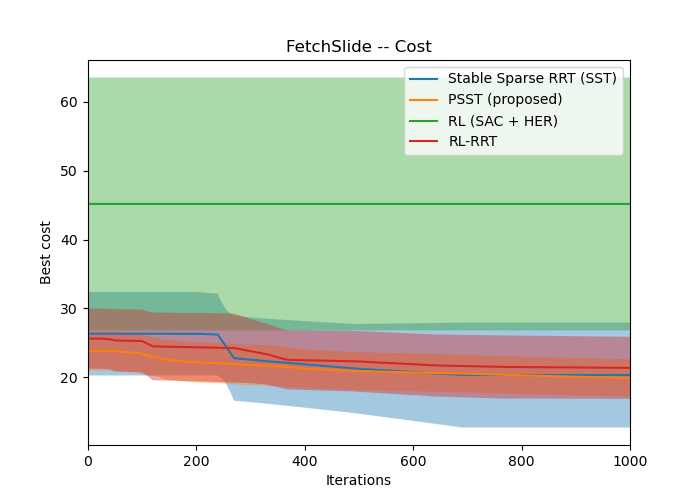 FetchSlide -- Cost
Stable Sparse RRT (SST)
PSST (proposed)
RL (SAC + HER)
RL-RRT
Best cost
60
50
40
30
20
0 200 400 600 800 1000
Iterations